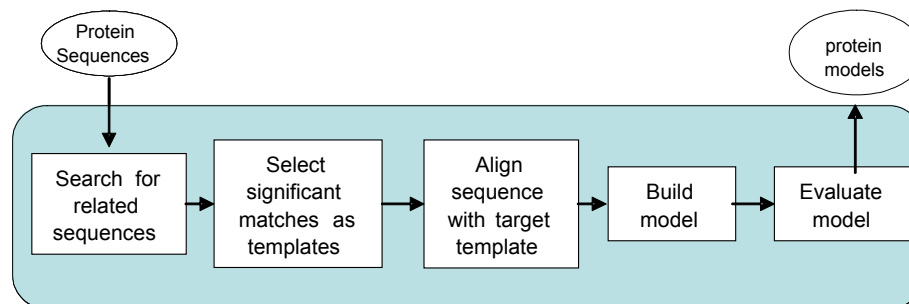 Protein
Sequences
protein
models
Search for
related
sequences
Select
significant
matches as
templates
Align
sequence
with target
template
Build
model
Evaluate
model